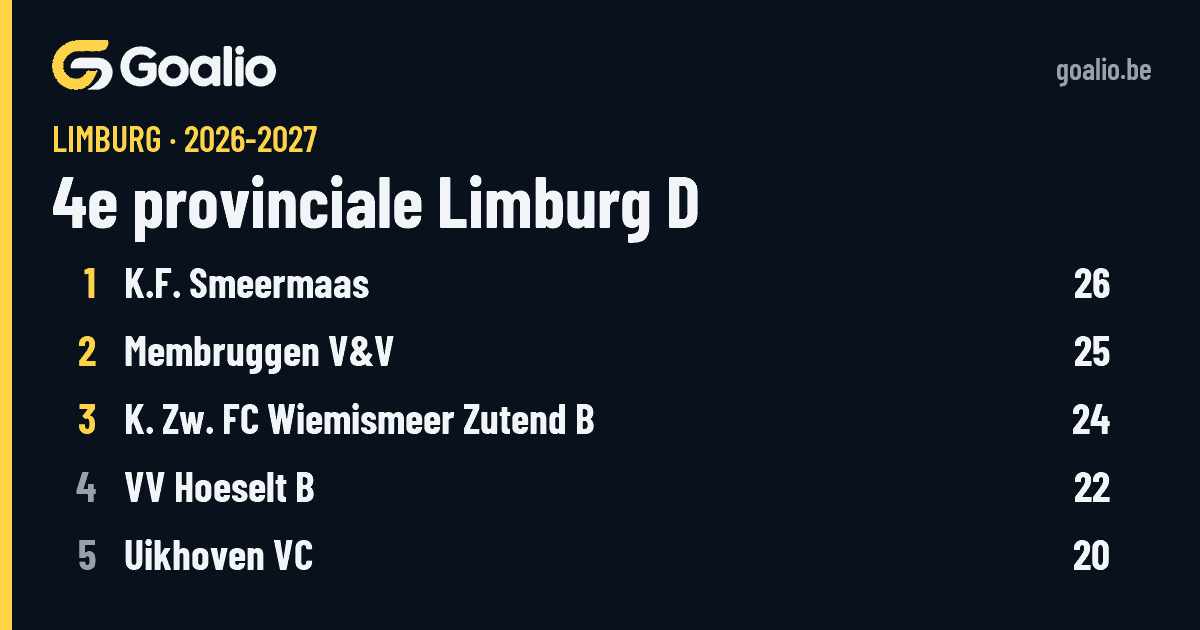 Goalio
goalio.be
LIMBURG · 2026-2027
4e provinciale Limburg D
1 K.F. Smeermaas 26
2 Membruggen V&V 25
3 K. Zw. FC Wiemismeer Zutend B 24
4 VV Hoeselt B 22
5 Uikhoven VC 20